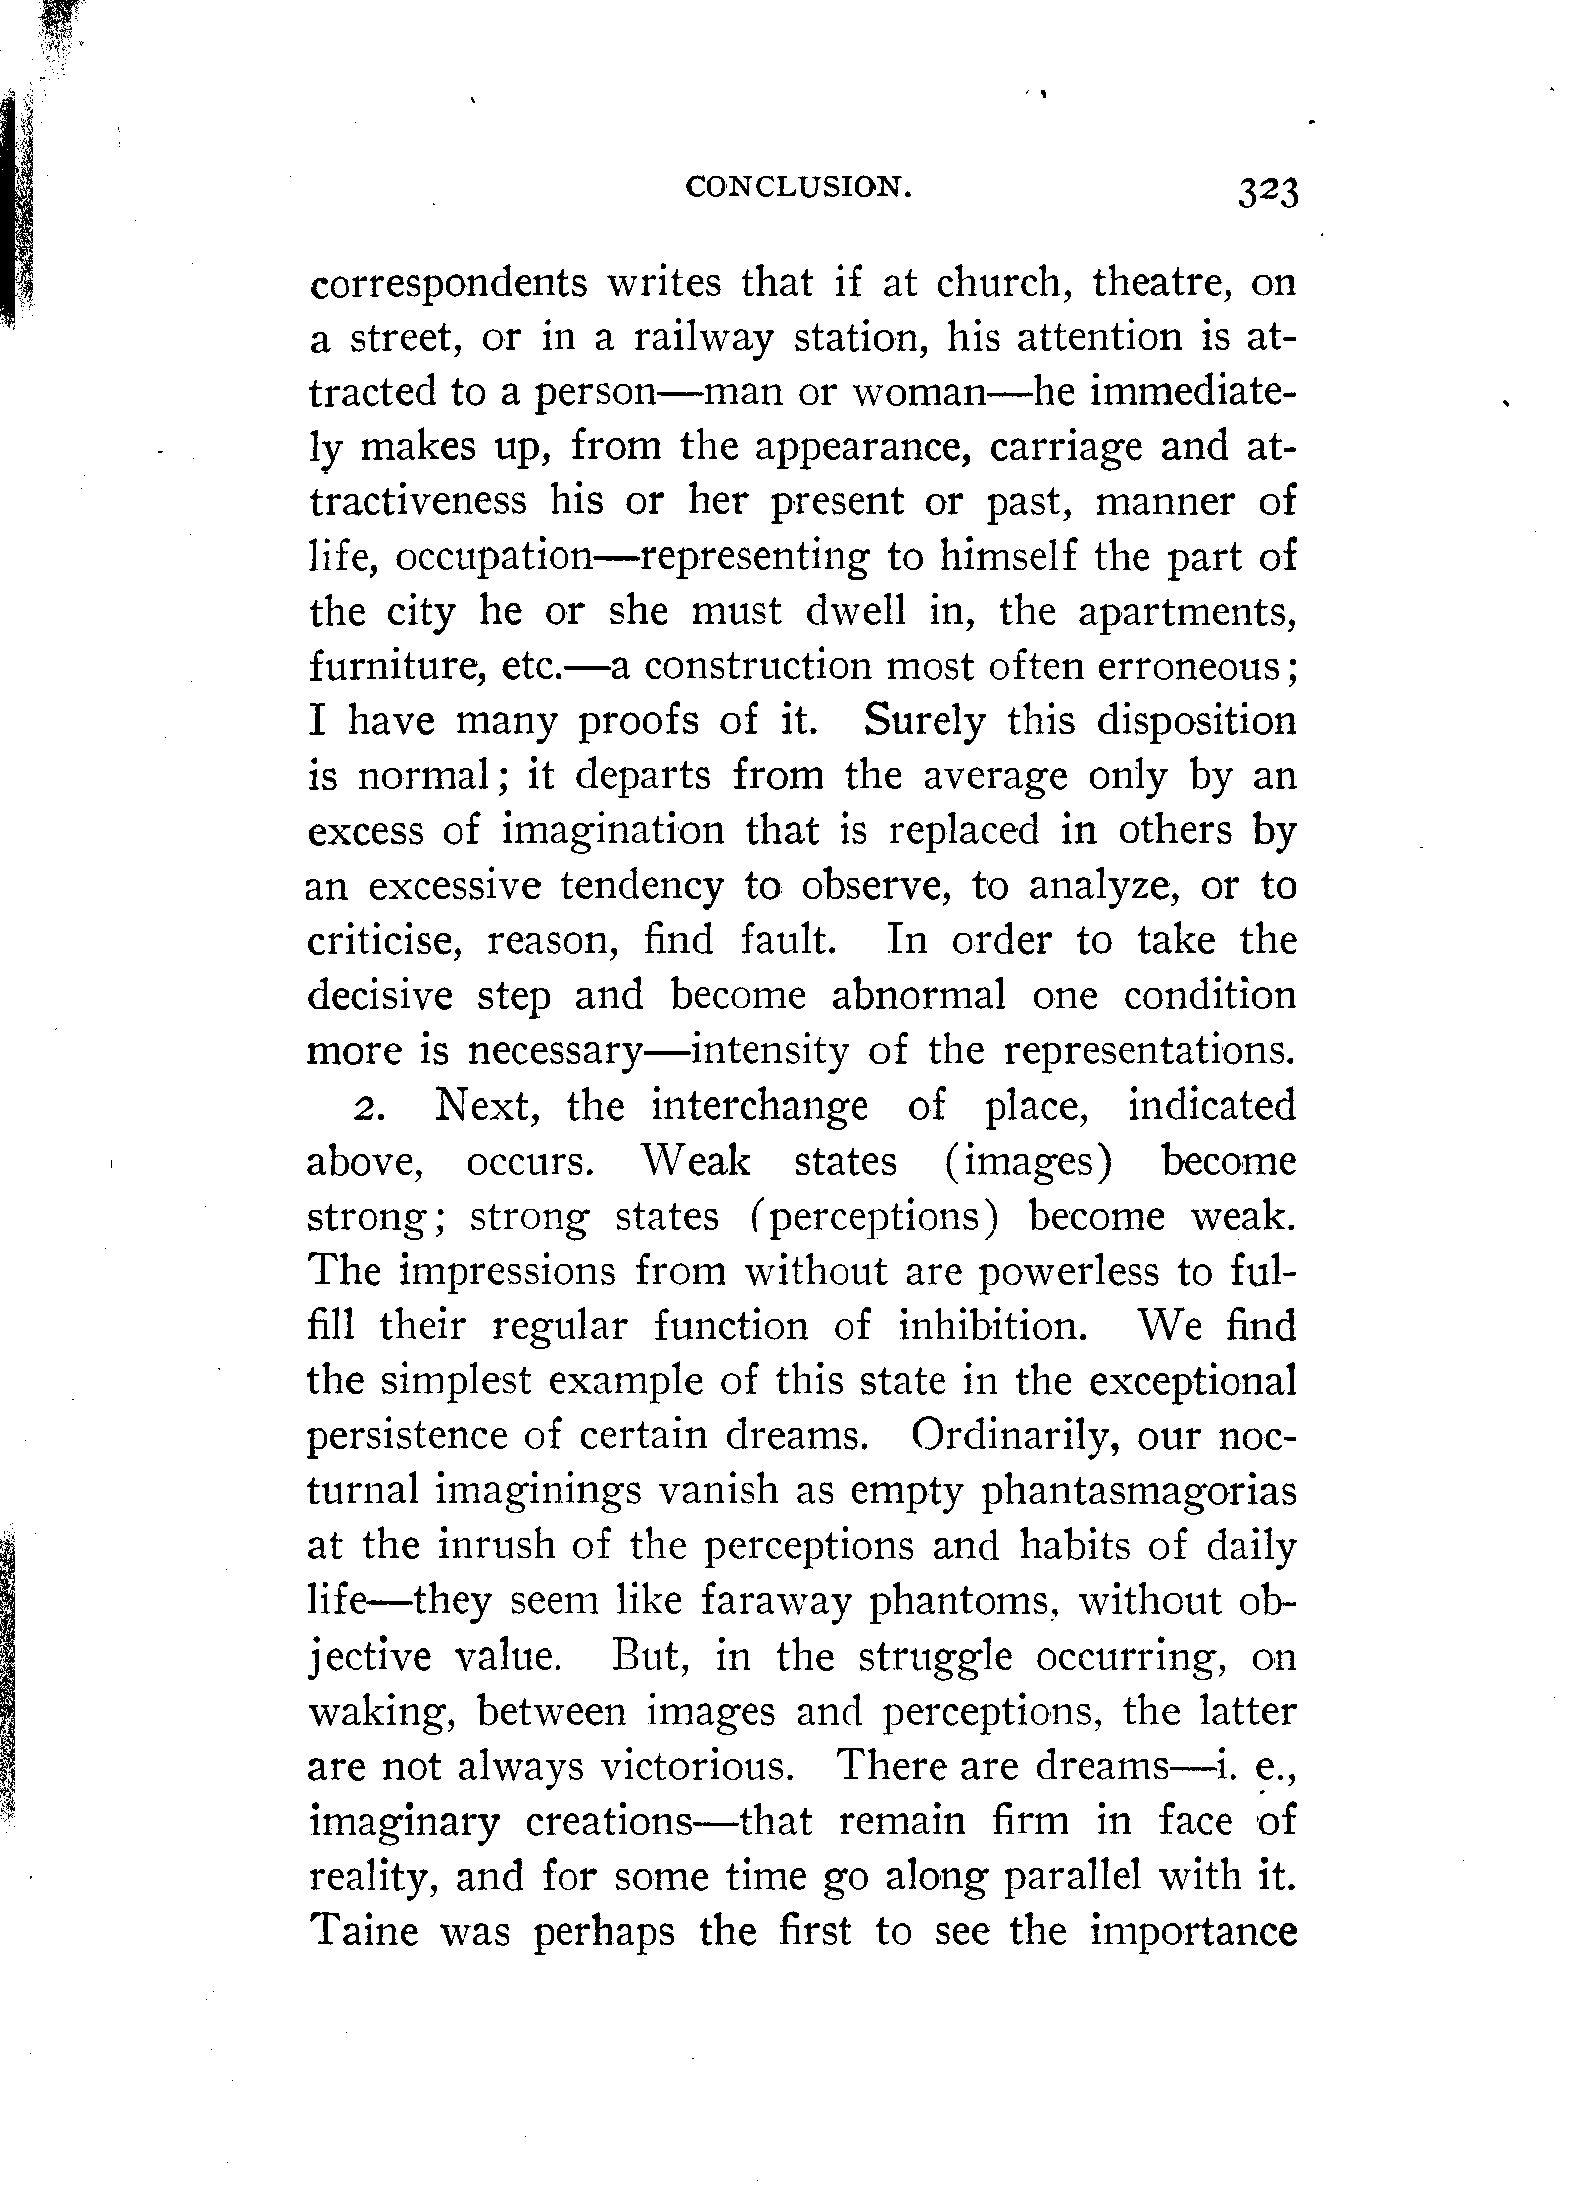 CONCLUSION. 323
correspondents writes that if at church, theatre, on
a street, or in a railway station, his attention is at-
tracted to a person—man or woman—he immediate-
ly makes up, from the appearance, carriage and at-
tractiveness his or her present or past, manner of
life, occupation—representing to himself the part of
the city he or she must dwell in, the apartments,
furniture, etc.—a construction most often erroneous;
I have many proofs of it. Surely this disposition
is normal; it departs from the average only by an
excess of imagination that is replaced in others by
an excessive tendency to observe, to analyze, or to
criticise, reason, find fault. In order to take the
decisive step and become abnormal one condition
more is necessary—intensity of the representations.
2. Next, the interchange of place, indicated
above, occurs. Weak states (images) become
strong; strong states (perceptions) become weak.
The impressions from without are powerless to ful-
fill their regular function of inhibition. We find
the simplest example of this state in the exceptional
persistence of certain dreams. Ordinarily, our noc-
turnal imaginings vanish as empty phantasmagorias
at the inrush of the perceptions and habits of daily
life—they seem like faraway phantoms, without ob-
jective value. But, in the struggle occurring, on
waking, between images and perceptions, the latter
are not always victorious. There are dreams—i. e.,
imaginary creations—that remain firm in face of
reality, and for some time go along parallel with it.
Taine was perhaps the first to see the importance